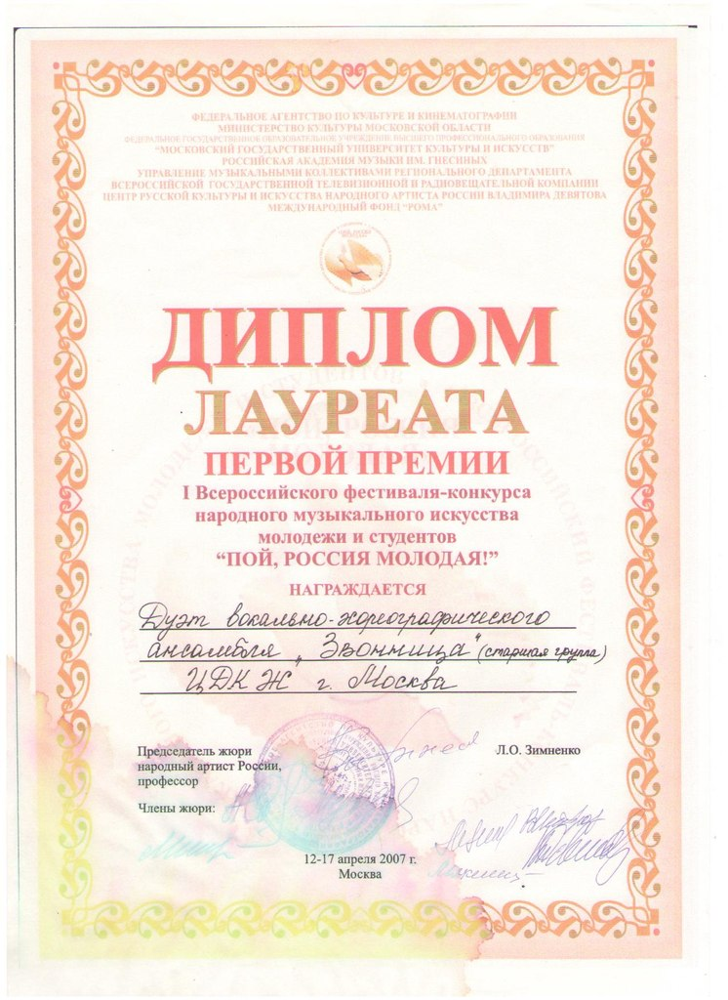 ФЕДЕРАЛЬНОЕ АГЕНТСТВО ПО КУЛЬТУРЕ И КИНЕМАТОГРАФИИ
МИНИСТЕРСТВО КУЛЬТУРЫ МОСКОВСКОЙ ОБЛАСТИ
ФЕДЕРАЛЬНОЕ ГОСУДАРСТВЕННОЕ ОБРАЗОВАТЕЛЬНОЕ УЧРЕЖДЕНИЕ ВЫСШЕГО ПРОФЕССИОНАЛЬНОГО ОБРАЗОВАНИЯ
“МОСКОВСКИЙ ГОСУДАРСТВЕННЫЙ УНИВЕРСИТЕТ КУЛЬТУРЫ И ИСКУССТВ”
РОССИЙСКАЯ АКАДЕМИЯ МУЗЫКИ ИМ. ГНЕСИНЫХ
УПРАВЛЕНИЕ МУЗЫКАЛЬНЫМИ КОЛЛЕКТИВАМИ РЕГИОНАЛЬНОГО ДЕПАРТАМЕНТА
ВСЕРОССИЙСКОЙ ГОСУДАРСТВЕННОЙ ТЕЛЕВИЗИОННОЙ И РАДИОВЕЩАТЕЛЬНОЙ КОМПАНИИ
ЦЕНТР РУССКОЙ КУЛЬТУРЫ И ИСКУССТВА НАРОДНОГО АРТИСТА РОССИИ ВЛАДИМИРА ДЕВЯТОВА
МЕЖДУНАРОДНЫЙ ФОНД “РОМА”
ДИПЛОМ
ЛАУРЕАТА
ПЕРВОЙ ПРЕМИИ
I Всероссийского фестиваля-конкурса
народного музыкального искусства
молодежи и студентов
“ПОЙ, РОССИЯ МОЛОДАЯ!”
НАГРАЖДАЕТСЯ
Дуэт вокально-хореографического
ансамбля „Звонница“ (старшая группа)
ЦДКЖ г. Москва
Председатель жюри
народный артист России,
профессор
Л.О. Зимненко
Члены жюри:
12-17 апреля 2007 г.
Москва